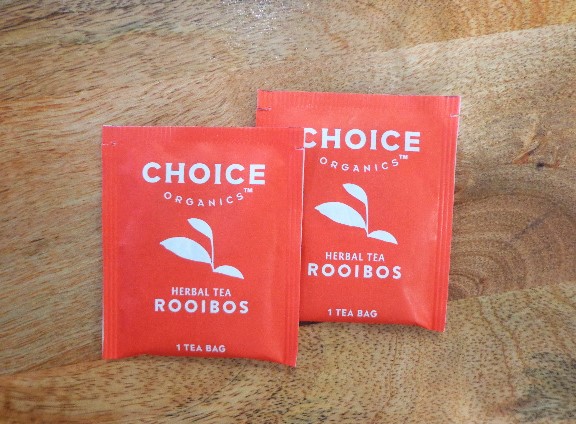 CHOICE
ORGANICS™
HERBAL TEA
ROOIBOS
1 TEA BAG
CHOICE
ORGANICS™
HERBAL TEA
ROOIBOS
1 TEA BAG